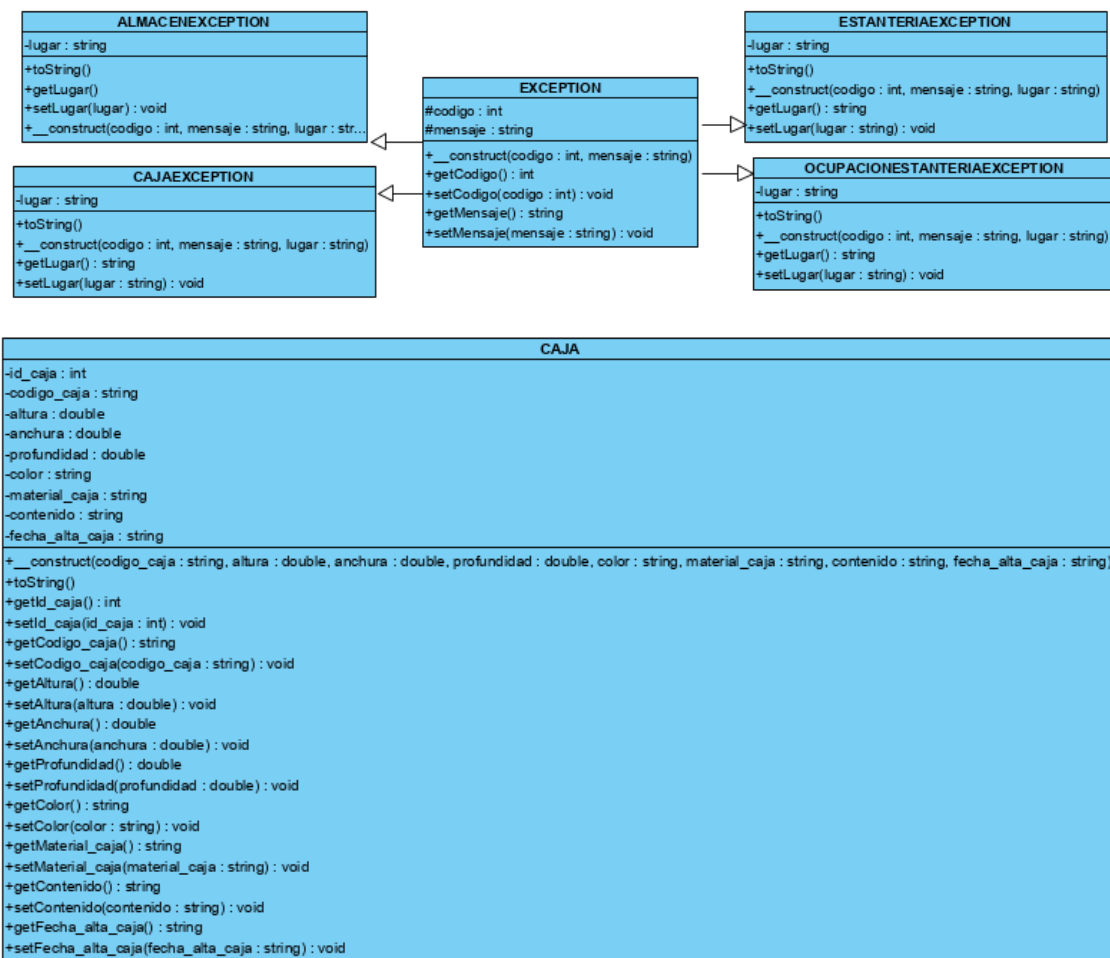 ALMACENEXCEPTION
-lugar : string
+toString()
+getLugar()
+setLugar(lugar) : void
+__construct(codigo : int, mensaje : string, lugar : str...
CAJAEXCEPTION
-lugar : string
+toString()
+__construct(codigo : int, mensaje : string, lugar : string)
+getLugar() : string
+setLugar(lugar : string) : void
EXCEPTION
#codigo : int
#mensaje : string
+__construct(codigo : int, mensaje : string)
+getCodigo() : int
+setCodigo(codigo : int) : void
+getMensaje() : string
+setMensaje(mensaje : string) : void
ESTANTERIAEXCEPTION
-lugar : string
+toString()
+__construct(codigo : int, mensaje : string, lugar : string)
+getLugar() : string
+setLugar(lugar : string) : void
OCUPACIONESTANTERIAEXCEPTION
-lugar : string
+toString()
+__construct(codigo : int, mensaje : string, lugar : string)
+getLugar() : string
+setLugar(lugar : string) : void
CAJA
-id_caja : int
-codigo_caja : string
-altura : double
-anchura : double
-profundidad : double
-color : string
-material_caja : string
-contenido : string
-fecha_alta_caja : string
+__construct(codigo_caja : string, altura : double, anchura : double, profundidad : double, color : string, material_caja : string, contenido : string, fecha_alta_caja : string)
+toString()
+getId_caja() : int
+setId_caja(id_caja : int) : void
+getCodigo_caja() : string
+setCodigo_caja(codigo_caja : string) : void
+getAltura() : double
+setAltura(altura : double) : void
+getAnchura() : double
+setAnchura(anchura : double) : void
+getProfundidad() : double
+setProfundidad(profundidad : double) : void
+getColor() : string
+setColor(color : string) : void
+getMaterial_caja() : string
+setMaterial_caja(material_caja : string) : void
+getContenido() : string
+setContenido(contenido : string) : void
+getFecha_alta_caja() : string
+setFecha_alta_caja(fecha_alta_caja : string) : void